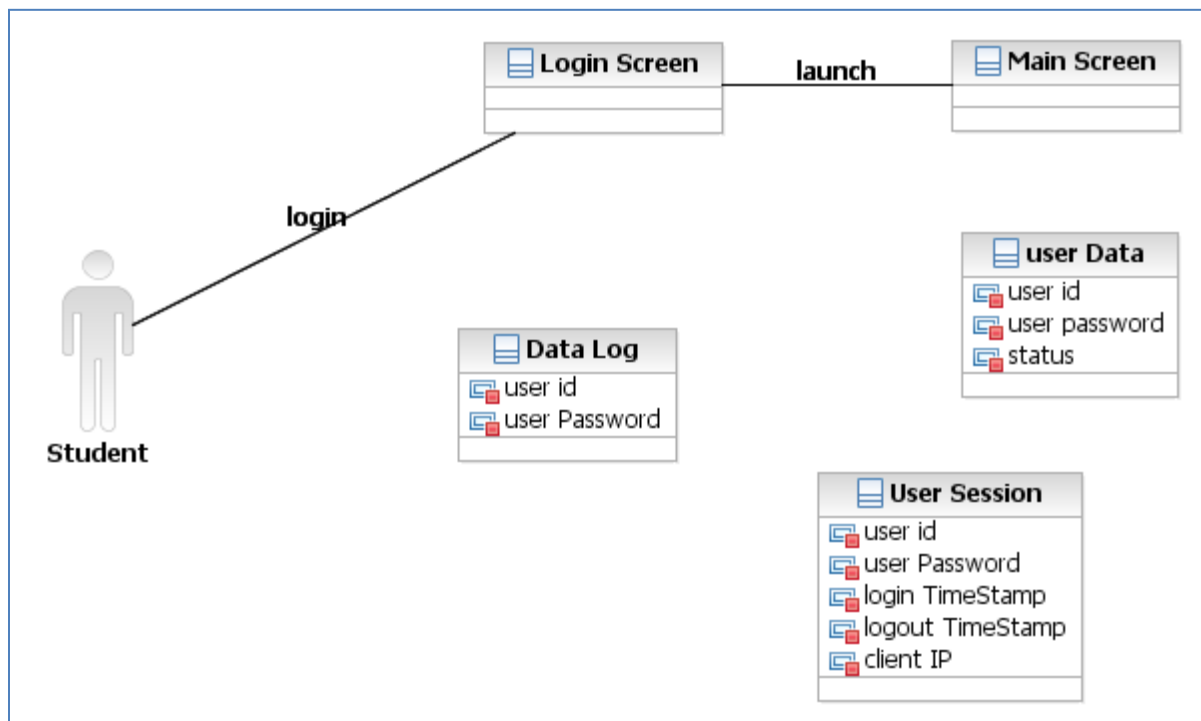 Login Screen
launch
Main Screen
login
Student
Data Log
user id
user Password
user Data
user id
user password
status
User Session
user id
user Password
login TimeStamp
logout TimeStamp
client IP